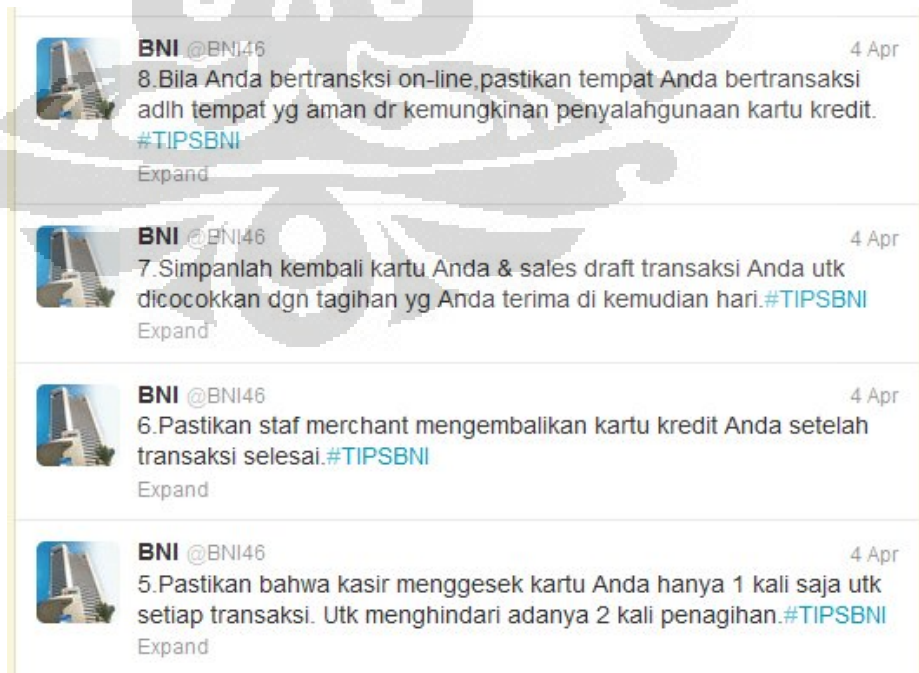 BNI @BNI46 4 Apr
8.Bila Anda bertransksi on-line,pastikan tempat Anda bertransaksi
adlh tempat yg aman dr kemungkinan penyalahgunaan kartu kredit.
#TIPSBNI
Expand
BNI @BNI46 4 Apr
7.Simpanlah kembali kartu Anda & sales draft transaksi Anda utk
dicocokkan dgn tagihan yg Anda terima di kemudian hari.#TIPSBNI
Expand
BNI @BNI46 4 Apr
6.Pastikan staf merchant mengembalikan kartu kredit Anda setelah
transaksi selesai.#TIPSBNI
Expand
BNI @BNI46 4 Apr
5.Pastikan bahwa kasir menggesek kartu Anda hanya 1 kali saja utk
setiap transaksi. Utk menghindari adanya 2 kali penagihan.#TIPSBNI
Expand